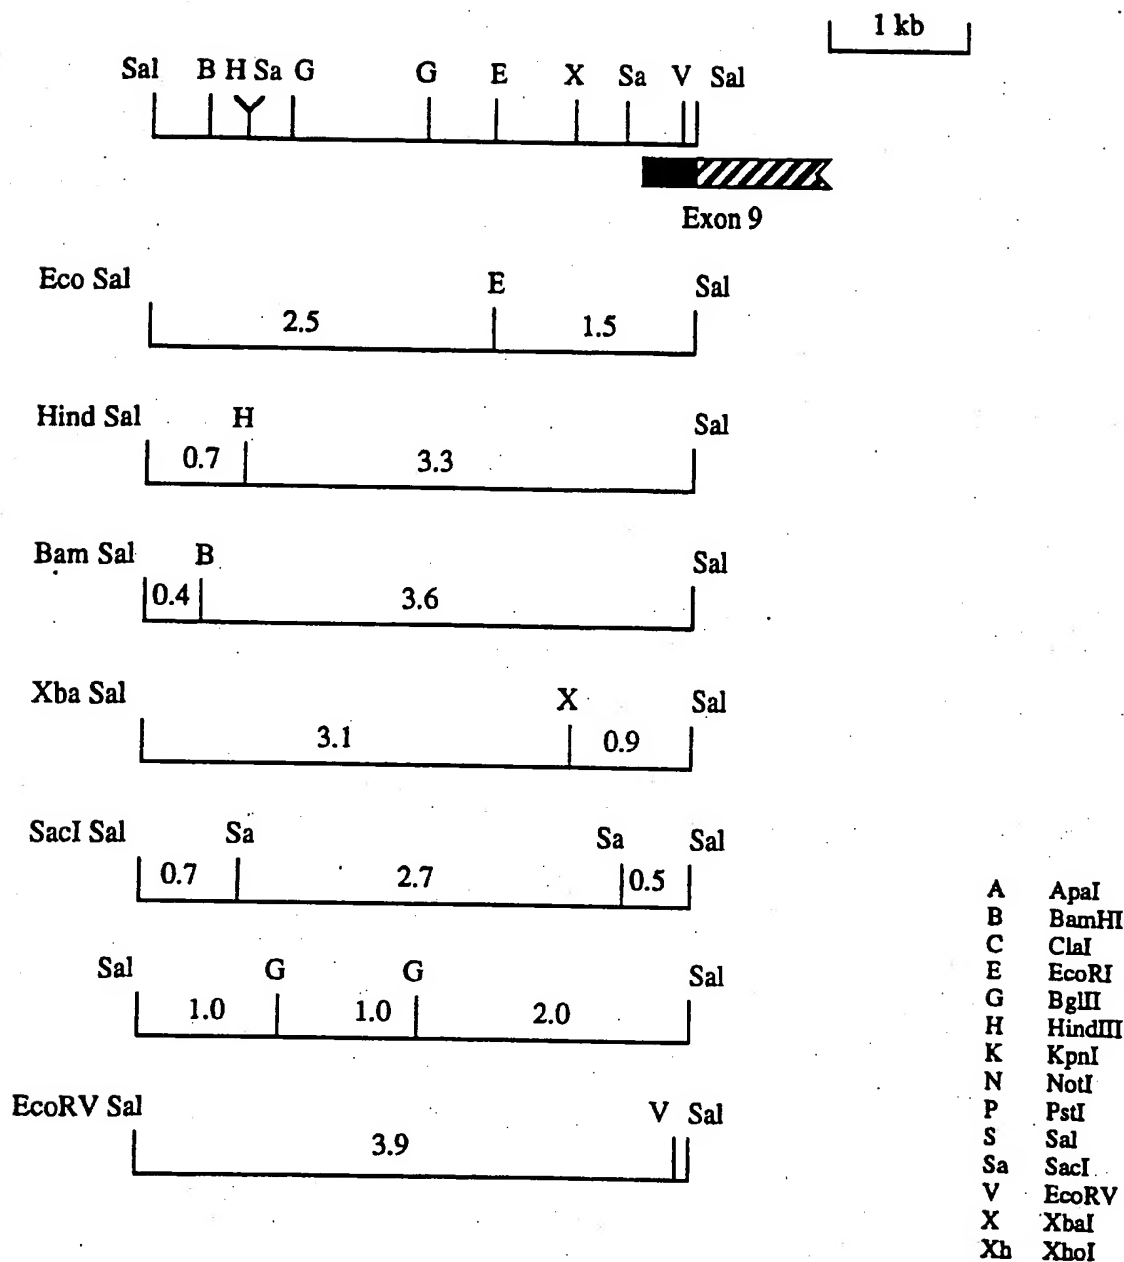 1 kb
Sal B H Sa G G E X Sa V Sal
Exon 9
Eco Sal E Sal
2.5 1.5
Hind Sal H Sal
0.7 3.3
Bam Sal B Sal
0.4 3.6
Xba Sal X Sal
3.1 0.9
SacI Sal Sa Sa Sal
0.7 2.7 0.5
Sal G G Sal
1.0 1.0 2.0
EcoRV Sal V Sal
3.9
A ApaI
B BamHI
C ClaI
E EcoRI
G BglII
H HindIII
K KpnI
N NotI
P PstI
S Sal
Sa SacI
V EcoRV
X XbaI
Xh XhoI